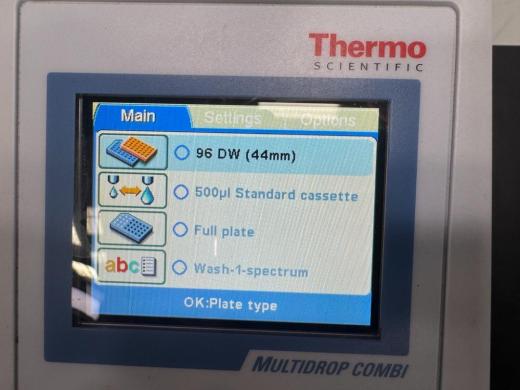 Thermo
SCIENTIFIC
Main Settings Options
96 DW (44mm)
500µl Standard cassette
Full plate
abc Wash-1-spectrum
OK:Plate type
MULTIDROP COMBI